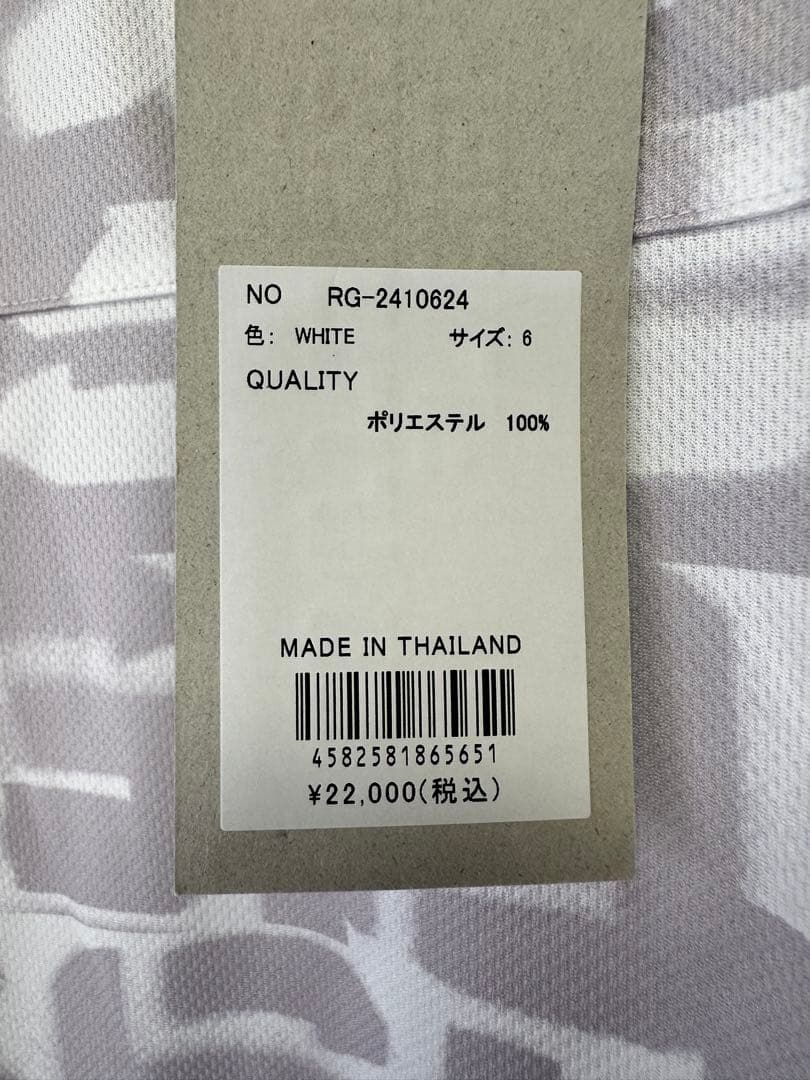 NO RG-2410624
色: WHITE サイズ: 6
QUALITY
ポリエステル 100%
MADE IN THAILAND
4582581865651
¥22,000(税込)